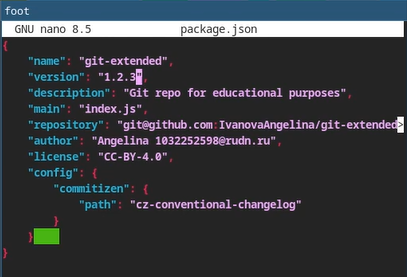 foot
GNU nano 8.5 package.json
{
"name": "git-extended",
"version": "1.2.3",
"description": "Git repo for educational purposes",
"main": "index.js",
"repository": "git@github.com:IvanovaAngelina/git-extended>
"author": "Angelina 1032252598@rudn.ru",
"license": "CC-BY-4.0",
"config": {
"commitizen": {
"path": "cz-conventional-changelog"
}
}
}